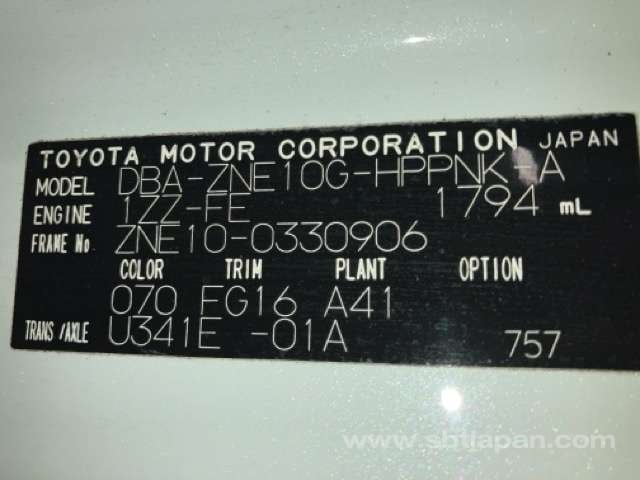 TOYOTA MOTOR CORPORATION JAPAN
MODEL DBA-ZNE10G-HPPNK-A
ENGINE 1ZZ-FE 1794 mL
FRAME No ZNE10-0330906
COLOR TRIM PLANT OPTION
070 FG16 A41
TRANS/AXLE U341E -01A 757
www.sbtjapan.com